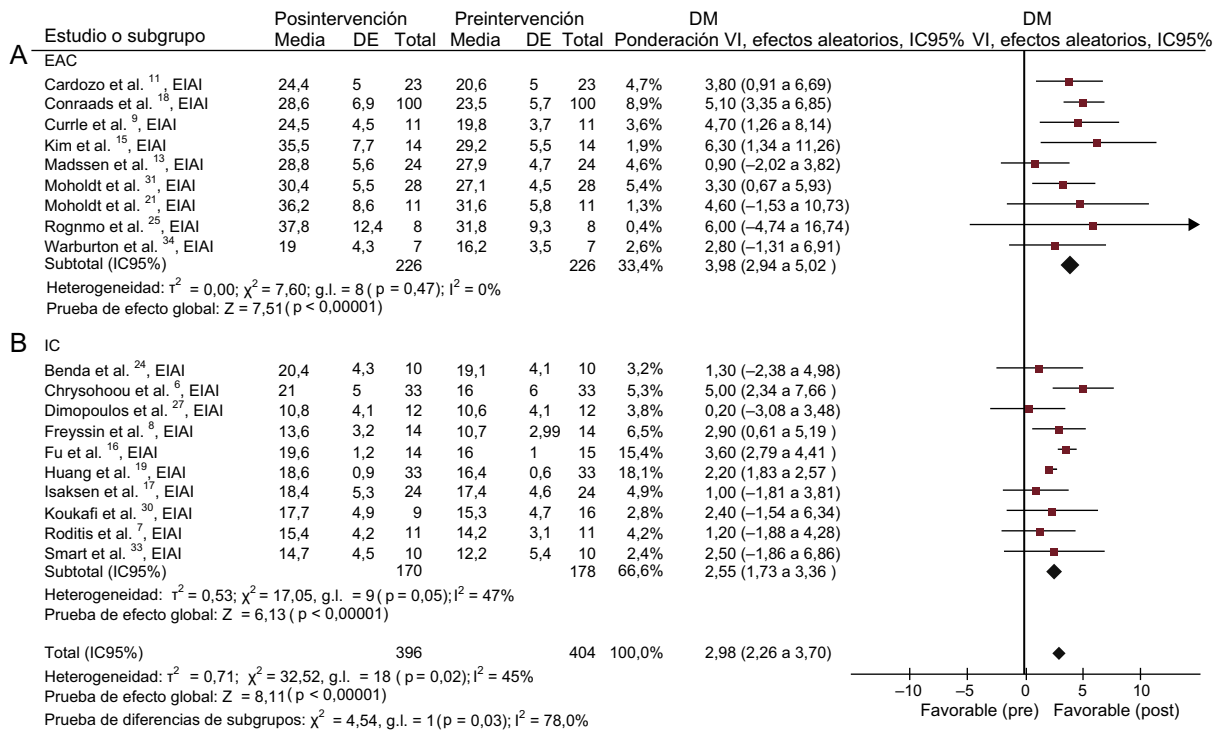 Posintervención Preintervención DM DM
Estudio o subgrupo Media DE Total Media DE Total Ponderación VI, efectos aleatorios, IC95% VI, efectos aleatorios, IC95%
A EAC
Cardozo et al. 11, EIAI 24,4 5 23 20,6 5 23 4,7% 3,80 (0,91 a 6,69)
Conraads et al. 18, EIAI 28,6 6,9 100 23,5 5,7 100 8,9% 5,10 (3,35 a 6,85)
Currle et al. 9, EIAI 24,5 4,5 11 19,8 3,7 11 3,6% 4,70 (1,26 a 8,14)
Kim et al. 15, EIAI 35,5 7,7 14 29,2 5,5 14 1,9% 6,30 (1,34 a 11,26)
Madssen et al. 13, EIAI 28,8 5,6 24 27,9 4,7 24 4,6% 0,90 (–2,02 a 3,82)
Moholdt et al. 31, EIAI 30,4 5,5 28 27,1 4,5 28 5,4% 3,30 (0,67 a 5,93)
Moholdt et al. 21, EIAI 36,2 8,6 11 31,6 5,8 11 1,3% 4,60 (–1,53 a 10,73)
Rognmo et al. 25, EIAI 37,8 12,4 8 31,8 9,3 8 0,4% 6,00 (–4,74 a 16,74)
Warburton et al. 34, EIAI 19 4,3 7 16,2 3,5 7 2,6% 2,80 (–1,31 a 6,91)
Subtotal (IC95%) 226 226 33,4% 3,98 (2,94 a 5,02 )
Heterogeneidad: τ2 = 0,00; χ2 = 7,60; g.l. = 8 ( p = 0,47); I2 = 0%
Prueba de efecto global: Z = 7,51( p < 0,00001)
B IC
Benda et al. 24, EIAI 20,4 4,3 10 19,1 4,1 10 3,2% 1,30 (–2,38 a 4,98)
Chrysohoou et al. 6, EIAI 21 5 33 16 6 33 5,3% 5,00 (2,34 a 7,66 )
Dimopoulos et al. 27, EIAI 10,8 4,1 12 10,6 4,1 12 3,8% 0,20 (–3,08 a 3,48)
Freyssin et al. 8, EIAI 13,6 3,2 14 10,7 2,99 14 6,5% 2,90 (0,61 a 5,19 )
Fu et al. 16, EIAI 19,6 1,2 14 16 1 15 15,4% 3,60 (2,79 a 4,41)
Huang et al. 19, EIAI 18,6 0,9 33 16,4 0,6 33 18,1% 2,20 (1,83 a 2,57)
Isaksen et al. 17, EIAI 18,4 5,3 24 17,4 4,6 24 4,9% 1,00 (–1,81 a 3,81)
Koukafi et al. 30, EIAI 17,7 4,9 9 15,3 4,7 16 2,8% 2,40 (–1,54 a 6,34)
Roditis et al. 7, EIAI 15,4 4,2 11 14,2 3,1 11 4,2% 1,20 (–1,88 a 4,28)
Smart et al. 33, EIAI 14,7 4,5 10 12,2 5,4 10 2,4% 2,50 (–1,86 a 6,86)
Subtotal (IC95%) 170 178 66,6% 2,55 (1,73 a 3,36 )
Heterogeneidad: τ2 = 0,53; χ2 = 17,05, g.l. = 9 ( p = 0,05); I2 = 47%
Prueba de efecto global: Z = 6,13 ( p < 0,00001)
Total (IC95%) 396 404 100,0% 2,98 (2,26 a 3,70)
Heterogeneidad: τ2 = 0,71; χ2 = 32,52, g.l. = 18 ( p = 0,02); I2 = 45%
Prueba de efecto global: Z = 8,11 ( p < 0,00001)
Prueba de diferencias de subgrupos: χ2 = 4,54, g.l. = 1 (p = 0,03); I2 = 78,0%
–10 –5 0 5 10
Favorable (pre) Favorable (post)